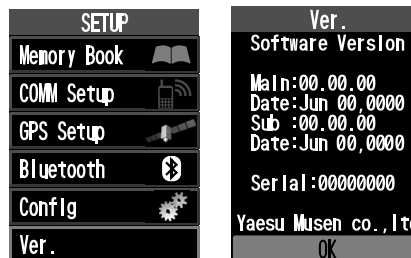 SETUP
Memory Book
COMM Setup
GPS Setup
Bluetooth
Config
Ver.
Ver.
Software Version
Main:00.00.00
Date:Jun 00,0000
Sub :00.00.00
Date:Jun 00,0000
Serial:00000000
Yaesu Musen co.,lt
OK